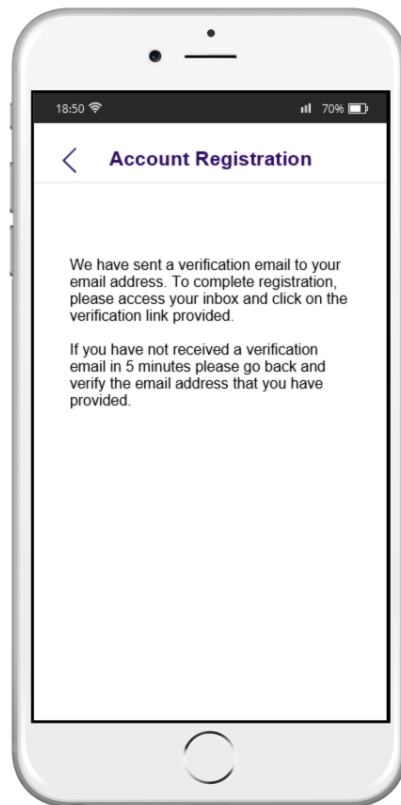 18:50
70%
Account Registration
We have sent a verification email to your
email address. To complete registration,
please access your inbox and click on the
verification link provided.
If you have not received a verification
email in 5 minutes please go back and
verify the email address that you have
provided.